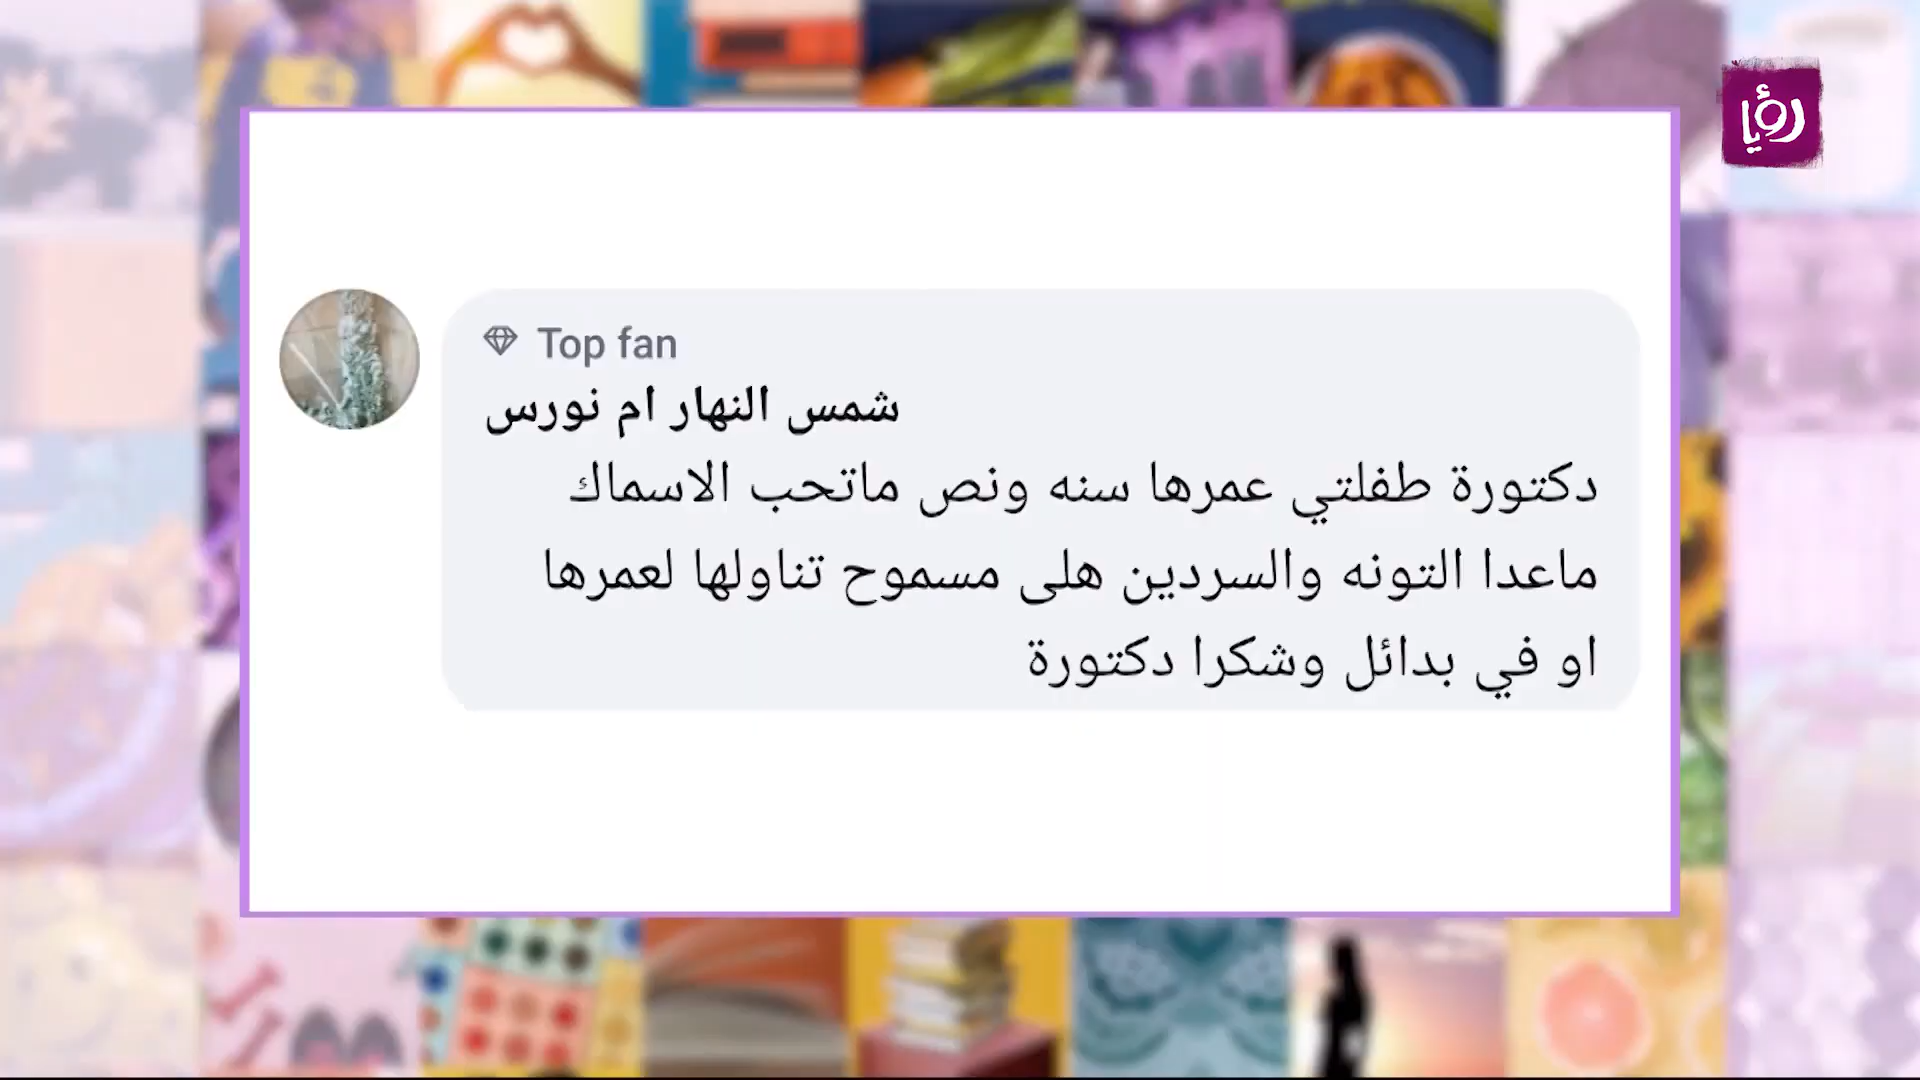 رؤيا
Top fan
شمس النهار ام نورس
دكتورة طفلتي عمرها سنه ونص ماتحب الاسماك
ماعدا التونه والسردين هلى مسموح تناولها لعمرها
او في بدائل وشكرا دكتورة